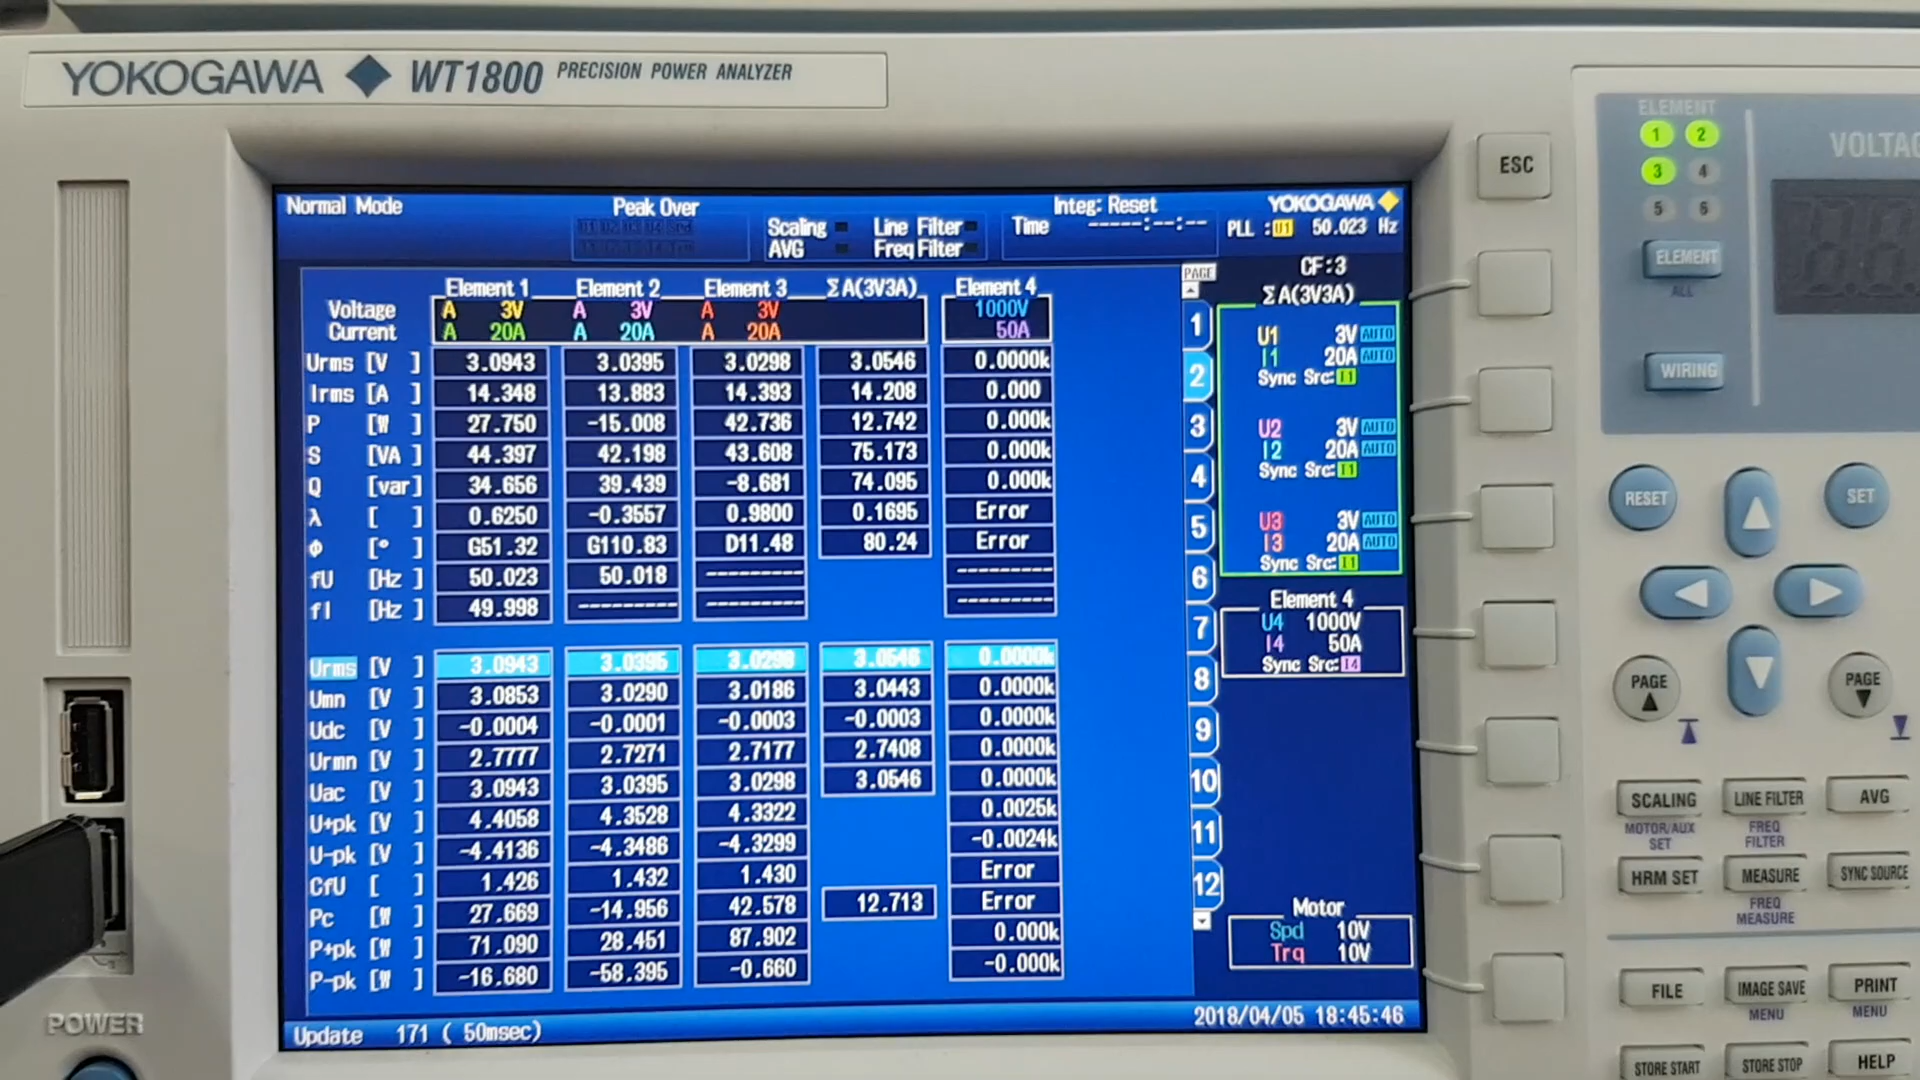 YOKOGAWA ◆ WT1800 PRECISION POWER ANALYZER
Normal Mode Peak Over Integ: Reset YOKOGAWA
Scaling Line Filter Time -----:--:-- PLL :U1 50.023 Hz
AVG Freq Filter
Element 1 Element 2 Element 3 ΣA(3V3A) Element 4
Voltage A 3V A 3V A 3V 1000V
Current A 20A A 20A A 20A 50A
Urms [V ] 3.0943 3.0395 3.0298 3.0546 0.0000k
Irms [A ] 14.348 13.883 14.393 14.208 0.000
P [W ] 27.750 -15.008 42.736 12.742 0.000k
S [VA ] 44.397 42.198 43.608 75.173 0.000k
Q [var] 34.656 39.439 -8.681 74.095 0.000k
λ [ ] 0.6250 -0.3557 0.9800 0.1695 Error
Φ [° ] G51.32 G110.83 D11.48 80.24 Error
fU [Hz ] 50.023 50.018 --------- ---------
fI [Hz ] 49.998 --------- --------- ---------
Urms [V ] 3.0943 3.0395 3.0298 3.0546 0.0000k
Umn [V ] 3.0853 3.0290 3.0186 3.0443 0.0000k
Udc [V ] -0.0004 -0.0001 -0.0003 -0.0003 0.0000k
Urmn [V ] 2.7777 2.7271 2.7177 2.7408 0.0000k
Uac [V ] 3.0943 3.0395 3.0298 3.0546 0.0000k
U+pk [V ] 4.4058 4.3528 4.3322 0.0025k
U-pk [V ] -4.4136 -4.3486 -4.3299 -0.0024k
CfU [ ] 1.426 1.432 1.430 Error
Pc [W ] 27.669 -14.956 42.578 12.713 Error
P+pk [W ] 71.090 28.451 87.902 0.000k
P-pk [W ] -16.680 -58.395 -0.660 -0.000k
Update 171 ( 50msec)
2018/04/05 18:45:46
PAGE
1
2
3
4
5
6
7
8
9
10
11
12
CF:3
ΣA(3V3A)
U1 3V AUTO
I1 20A AUTO
Sync Src:I1
U2 3V AUTO
I2 20A AUTO
Sync Src:I1
U3 3V AUTO
I3 20A AUTO
Sync Src:I1
Element 4
U4 1000V
I4 50A
Sync Src:I4
Motor
Spd 10V
Trq 10V
POWER
ESC
ELEMENT
1 2
3 4
5 6
ELEMENT
ALL
WIRING
RESET
SET
PAGE
PAGE
SCALING LINE FILTER AVG
MOTOR/AUX SET FREQ FILTER
HRM SET MEASURE SYNC SOURCE
FREQ MEASURE
FILE IMAGE SAVE PRINT
MENU MENU
STORE START STORE STOP HELP